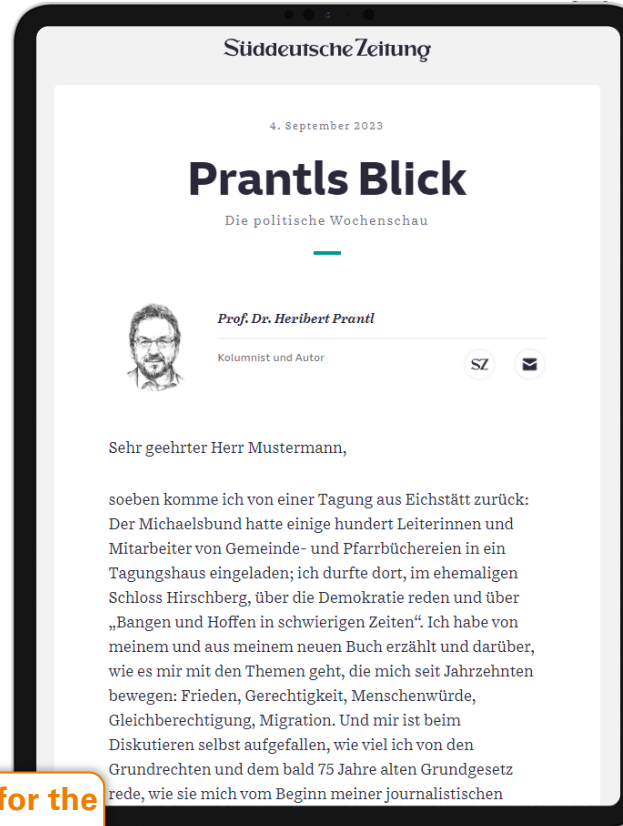 Süddeutsche Zeitung
4. September 2023
Prantls Blick
Die politische Wochenschau
Prof. Dr. Heribert Prantl
Kolumnist und Autor
SZ
Sehr geehrter Herr Mustermann,
soeben komme ich von einer Tagung aus Eichstätt zurück:
Der Michaelsbund hatte einige hundert Leiterinnen und
Mitarbeiter von Gemeinde- und Pfarrbüchereien in ein
Tagungshaus eingeladen; ich durfte dort, im ehemaligen
Schloss Hirschberg, über die Demokratie reden und über
„Bangen und Hoffen in schwierigen Zeiten“. Ich habe von
meinem und aus meinem neuen Buch erzählt und darüber,
wie es mir mit den Themen geht, die mich seit Jahrzehnten
bewegen: Frieden, Gerechtigkeit, Menschenwürde,
Gleichberechtigung, Migration. Und mir ist beim
Diskutieren selbst aufgefallen, wie viel ich von den
Grundrechten und dem bald 75 Jahre alten Grundgesetz
rede, wie sie mich vom Beginn meiner journalistischen
for the